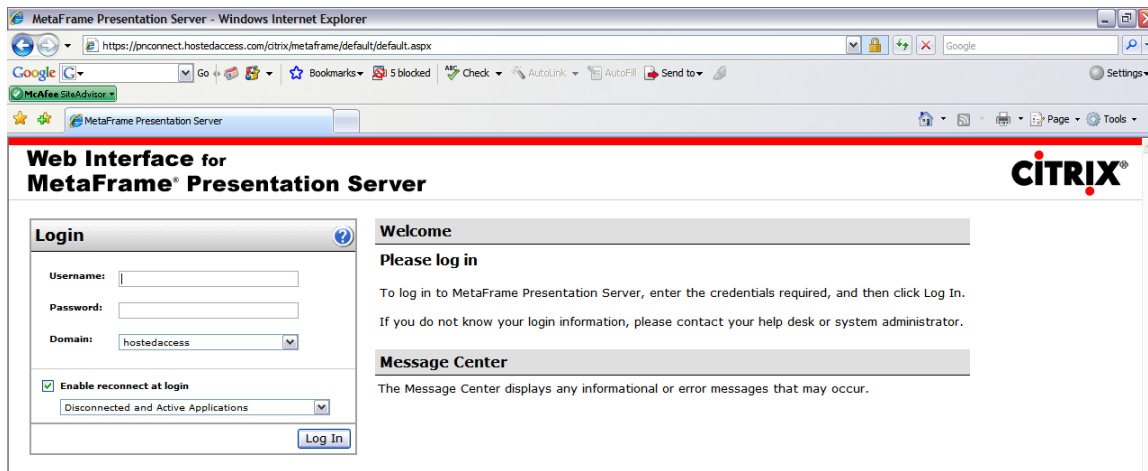 MetaFrame Presentation Server - Windows Internet Explorer
https://pnconnect.hostedaccess.com/citrix/metaframe/default/default.aspx
Google
Google G Go Bookmarks 5 blocked ABC Check AutoLink AutoFill Send to Settings
McAfee SiteAdvisor
MetaFrame Presentation Server Page Tools
Web Interface for
MetaFrame® Presentation Server
CITRIX®
Login ?
Username:
Password:
Domain: hostedaccess
Enable reconnect at login
Disconnected and Active Applications
Log In
Welcome
Please log in
To log in to MetaFrame Presentation Server, enter the credentials required, and then click Log In.
If you do not know your login information, please contact your help desk or system administrator.
Message Center
The Message Center displays any informational or error messages that may occur.